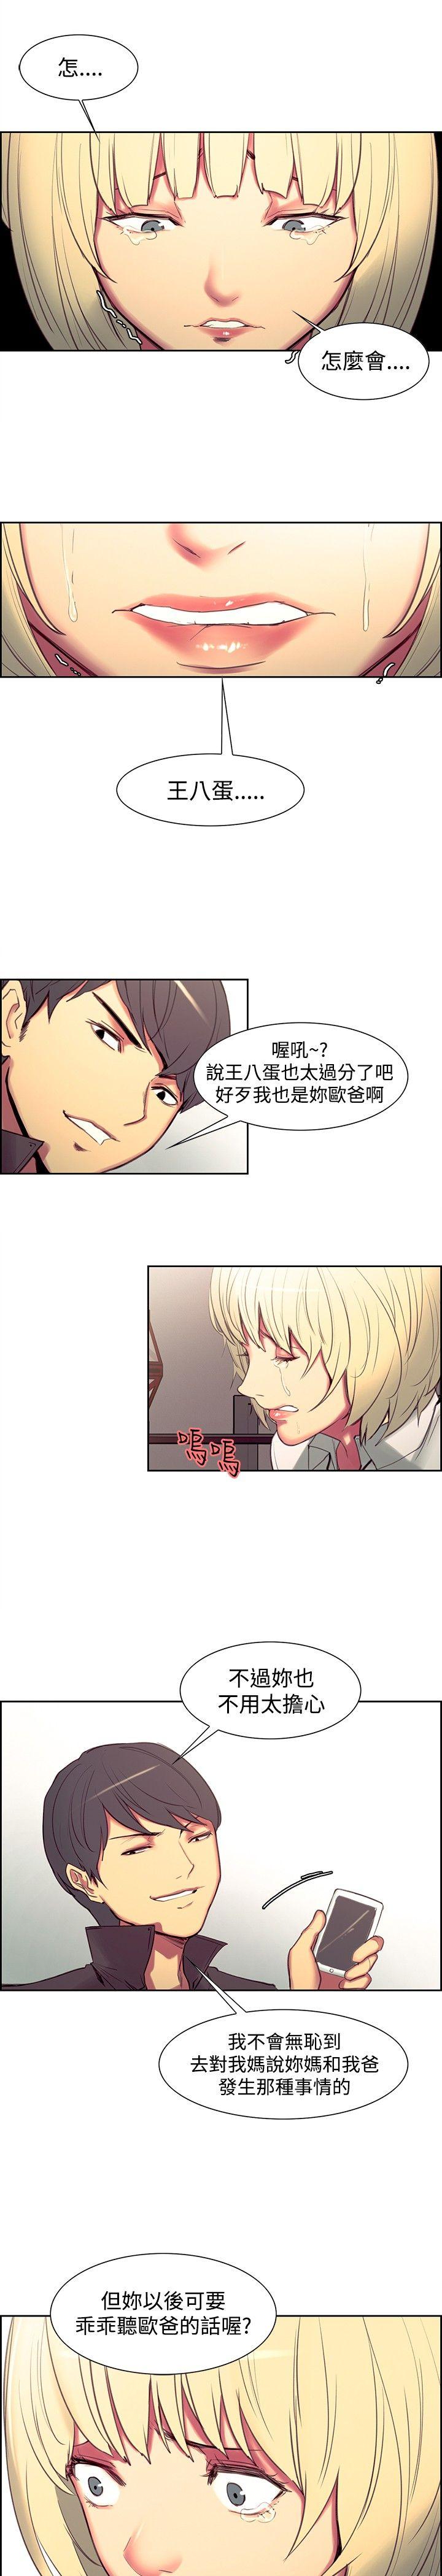 怎....
怎麼會....
王八蛋.....
喔吼~?
說王八蛋也太過分了吧
好歹我也是妳歐爸啊
嗚嗚
不過妳也
不用太擔心
我不會無恥到
去對我媽說妳媽和我爸
發生那種事情的
但妳以後可要
乖乖聽歐爸的話喔?